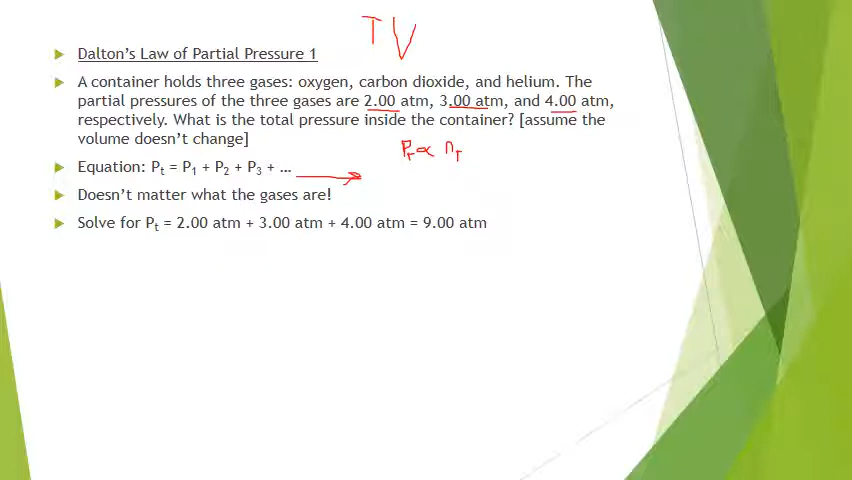 T V
Dalton’s Law of Partial Pressure 1
A container holds three gases: oxygen, carbon dioxide, and helium. The
partial pressures of the three gases are 2.00 atm, 3.00 atm, and 4.00 atm,
respectively. What is the total pressure inside the container? [assume the
volume doesn’t change]
P_T ∝ n_T
Equation: Pₜ = P₁ + P₂ + P₃ + ...
Doesn’t matter what the gases are!
Solve for Pₜ = 2.00 atm + 3.00 atm + 4.00 atm = 9.00 atm